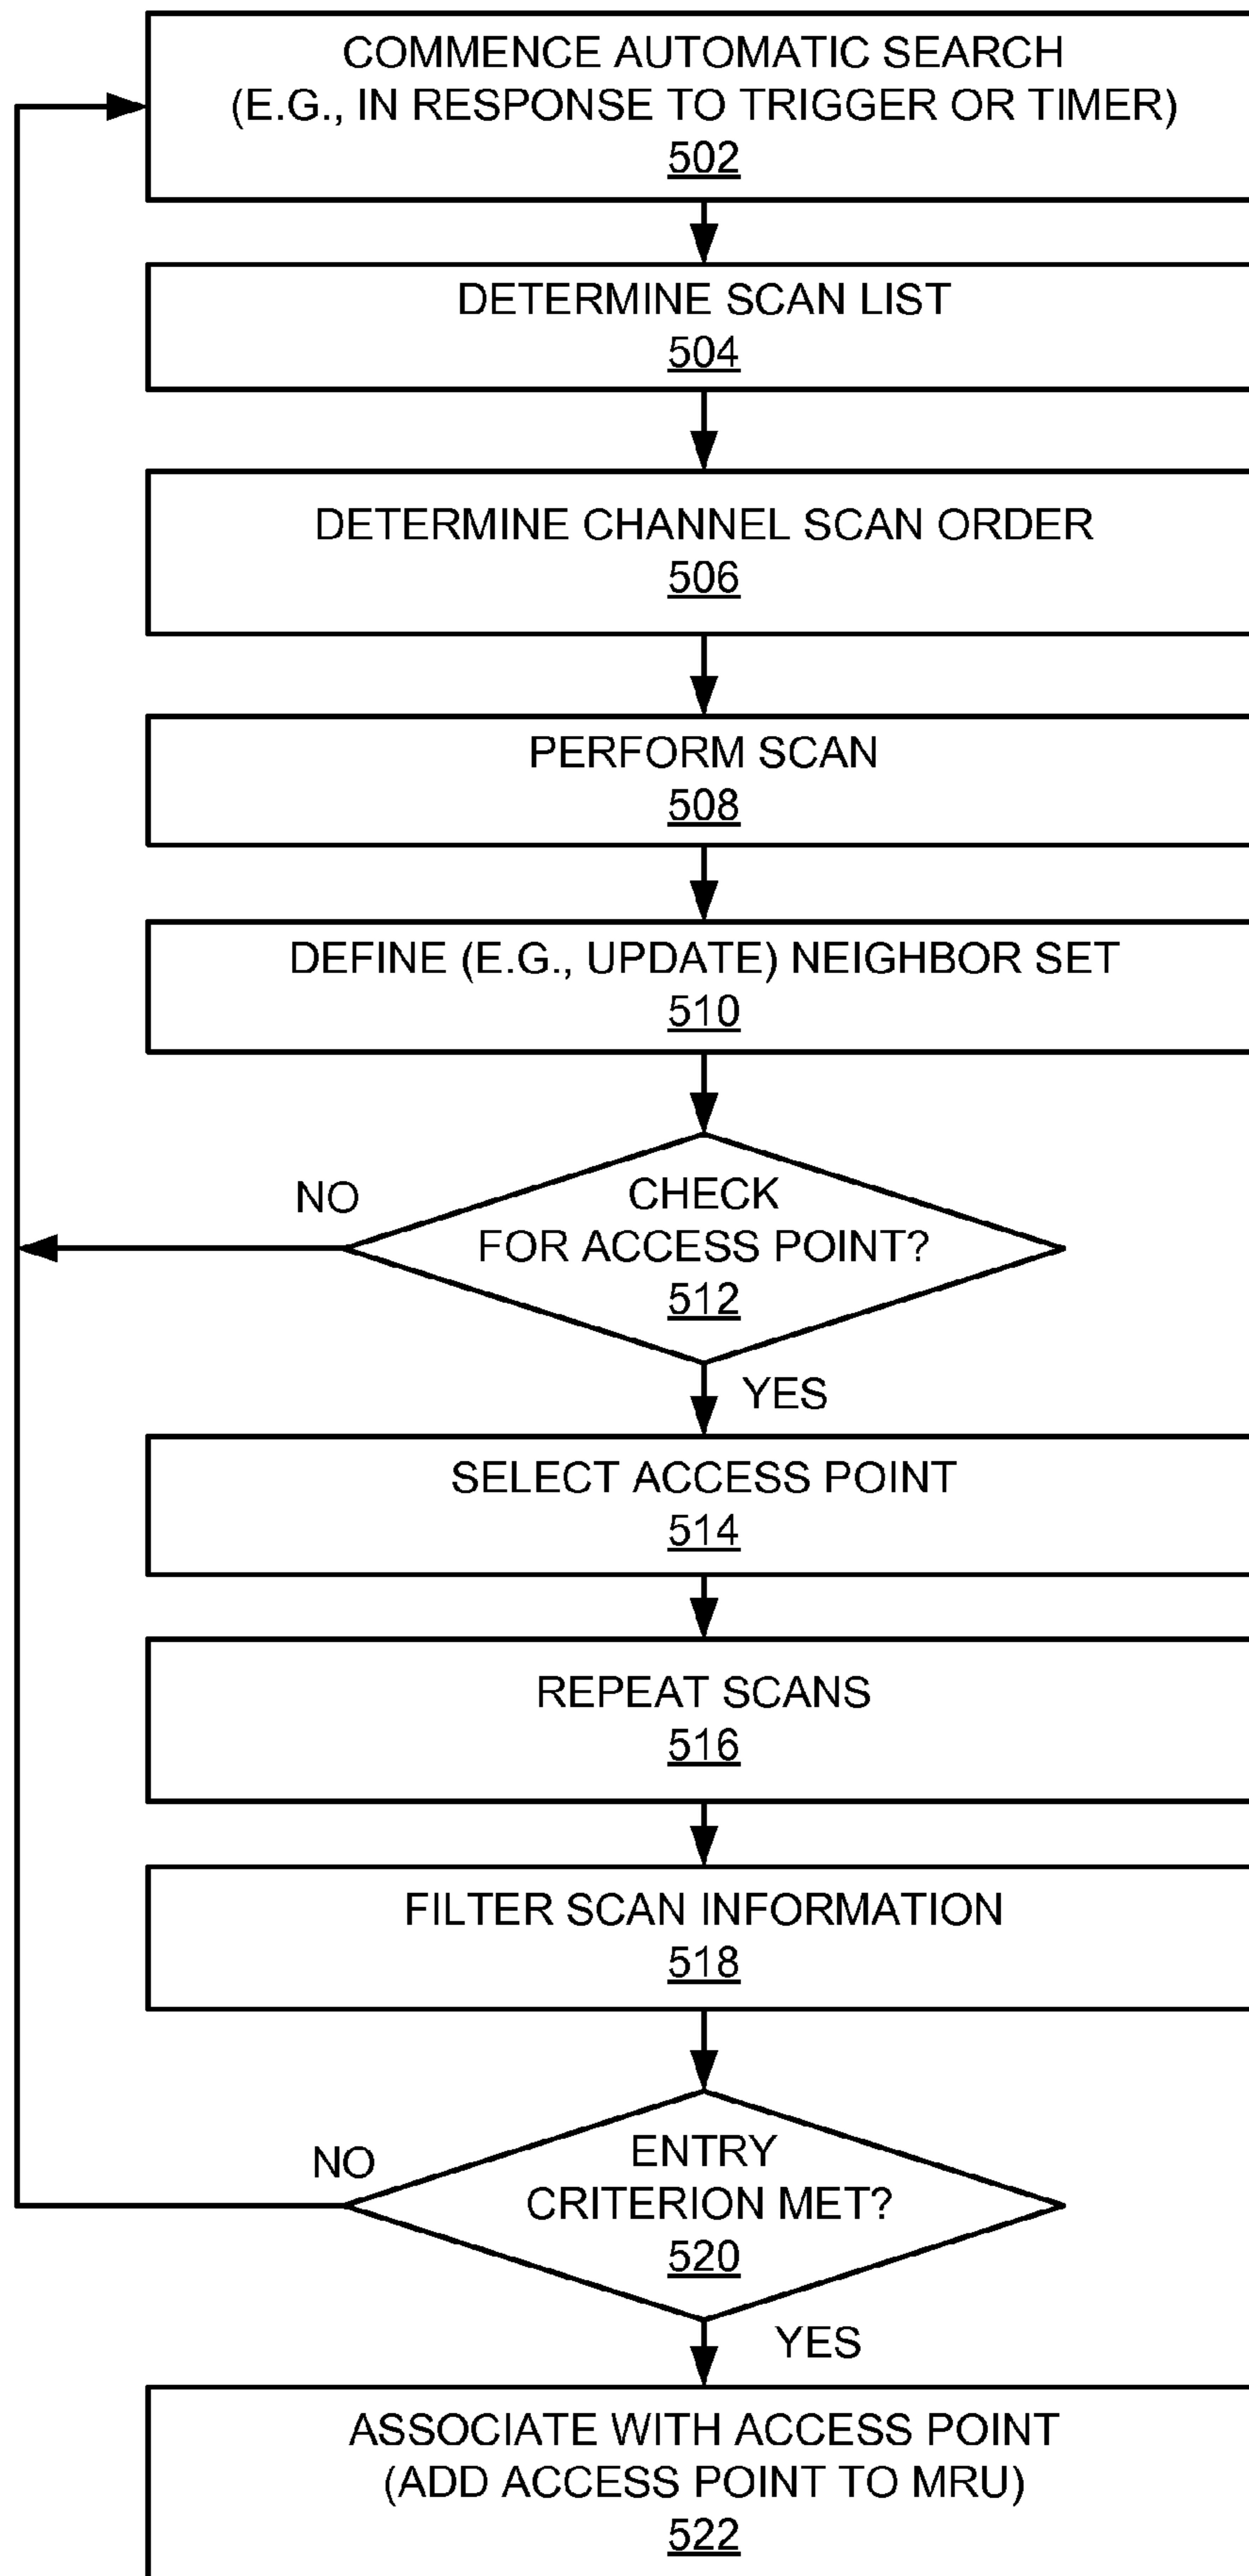 COMMENCE AUTOMATIC SEARCH
(E.G., IN RESPONSE TO TRIGGER OR TIMER)
502
DETERMINE SCAN LIST
504
DETERMINE CHANNEL SCAN ORDER
506
PERFORM SCAN
508
DEFINE (E.G., UPDATE) NEIGHBOR SET
510
NO
CHECK
FOR ACCESS POINT?
512
YES
SELECT ACCESS POINT
514
REPEAT SCANS
516
FILTER SCAN INFORMATION
518
NO
ENTRY
CRITERION MET?
520
YES
ASSOCIATE WITH ACCESS POINT
(ADD ACCESS POINT TO MRU)
522